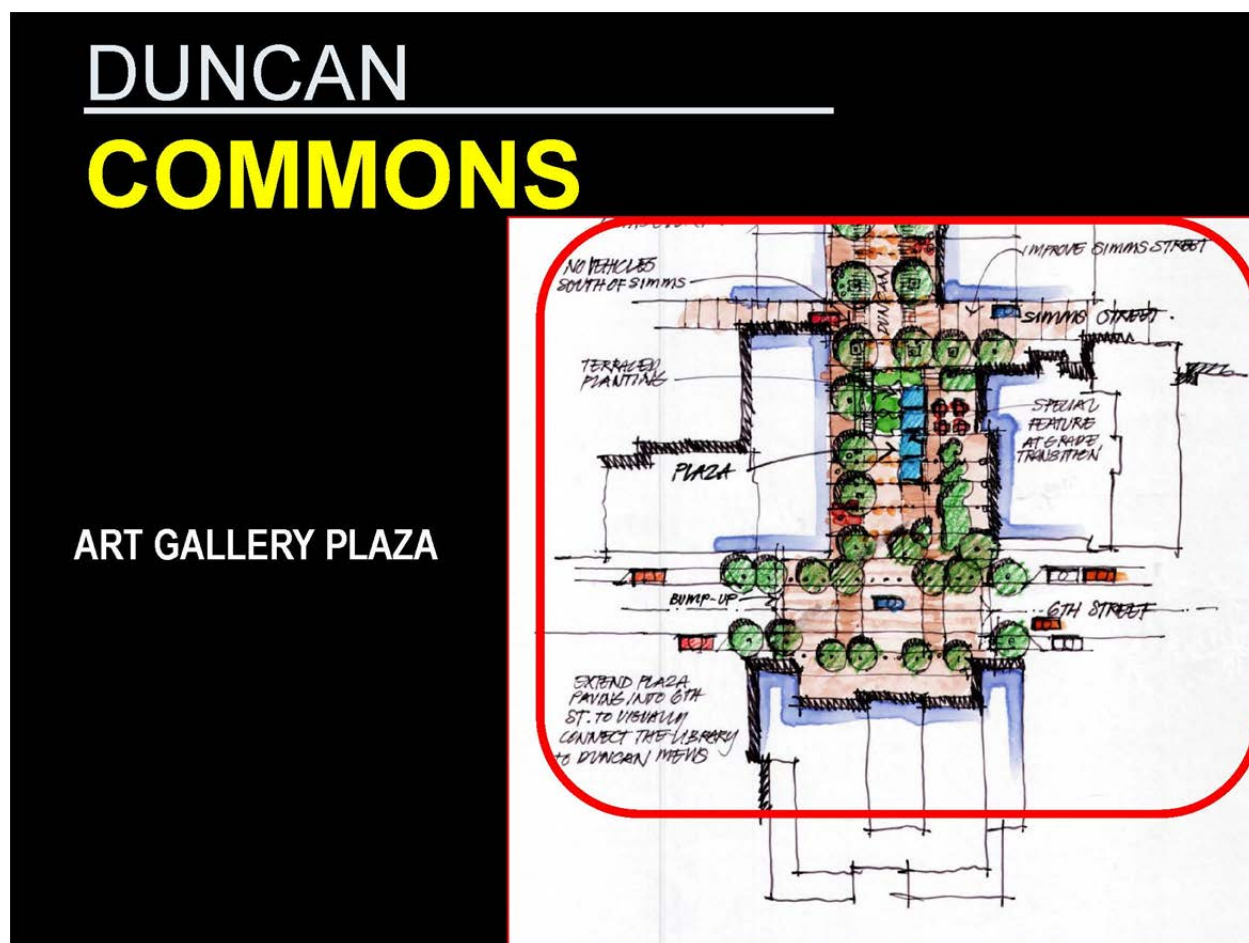 DUNCAN
COMMONS
ART GALLERY PLAZA
NO VEHICLES
SOUTH OF SIMMS
IMPROVE SIMMS STREET
DUNCAN
SIMMS STREET.
TERRACED
PLANTING
SPECIAL
FEATURE
AT GRADE
TRANSITION
PLAZA
BUMP-UP
6TH STREET
EXTEND PLAZA
PAVING INTO 6TH
ST. TO VISUALLY
CONNECT THE LIBRARY
to DUNCAN MEWS